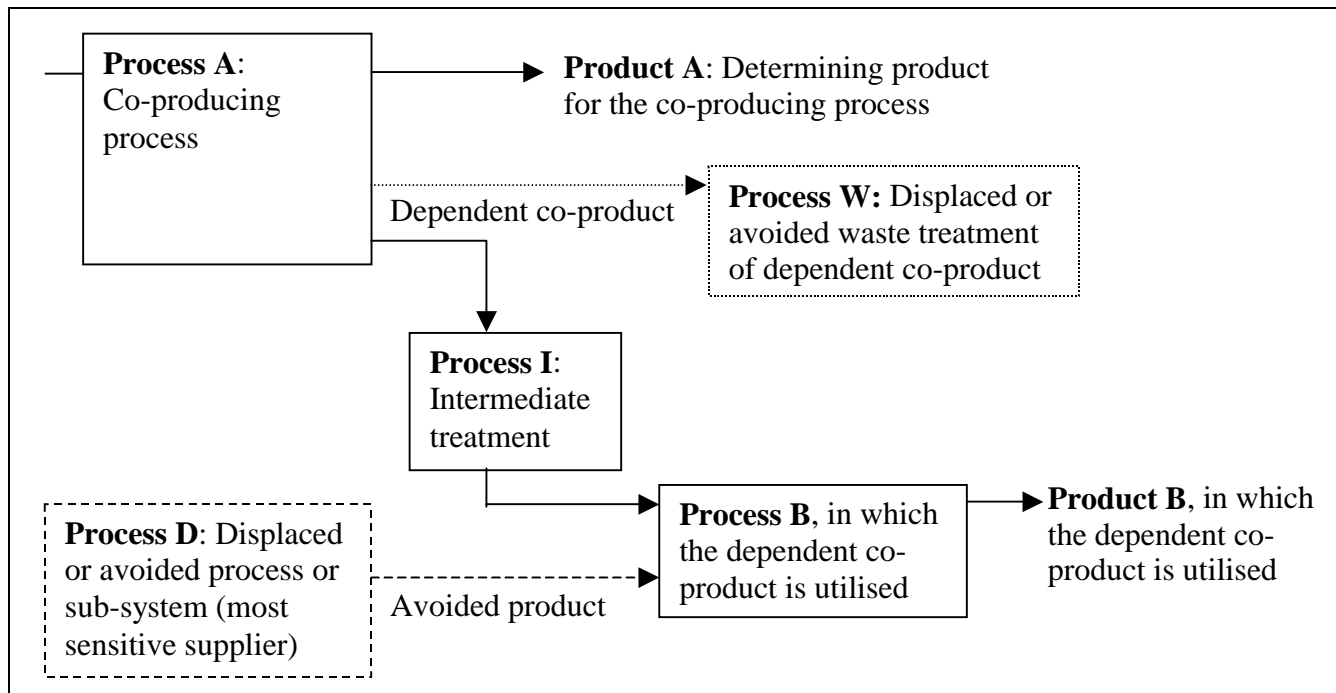 Process A:
Co-producing
process
Product A: Determining product
for the co-producing process
Dependent co-product
Process W: Displaced or
avoided waste treatment
of dependent co-product
Process I:
Intermediate
treatment
Process D: Displaced
or avoided process or
sub-system (most
sensitive supplier)
Avoided product
Process B, in which
the dependent co-
product is utilised
Product B, in which
the dependent co-
product is utilised